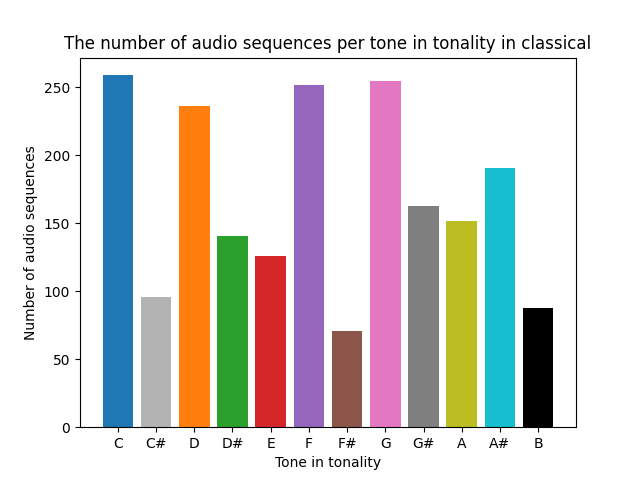 The number of audio sequences per tone in tonality in classical
Number of audio sequences
250
200
150
100
50
0
C C# D D# E F F# G G# A A# B
Tone in tonality